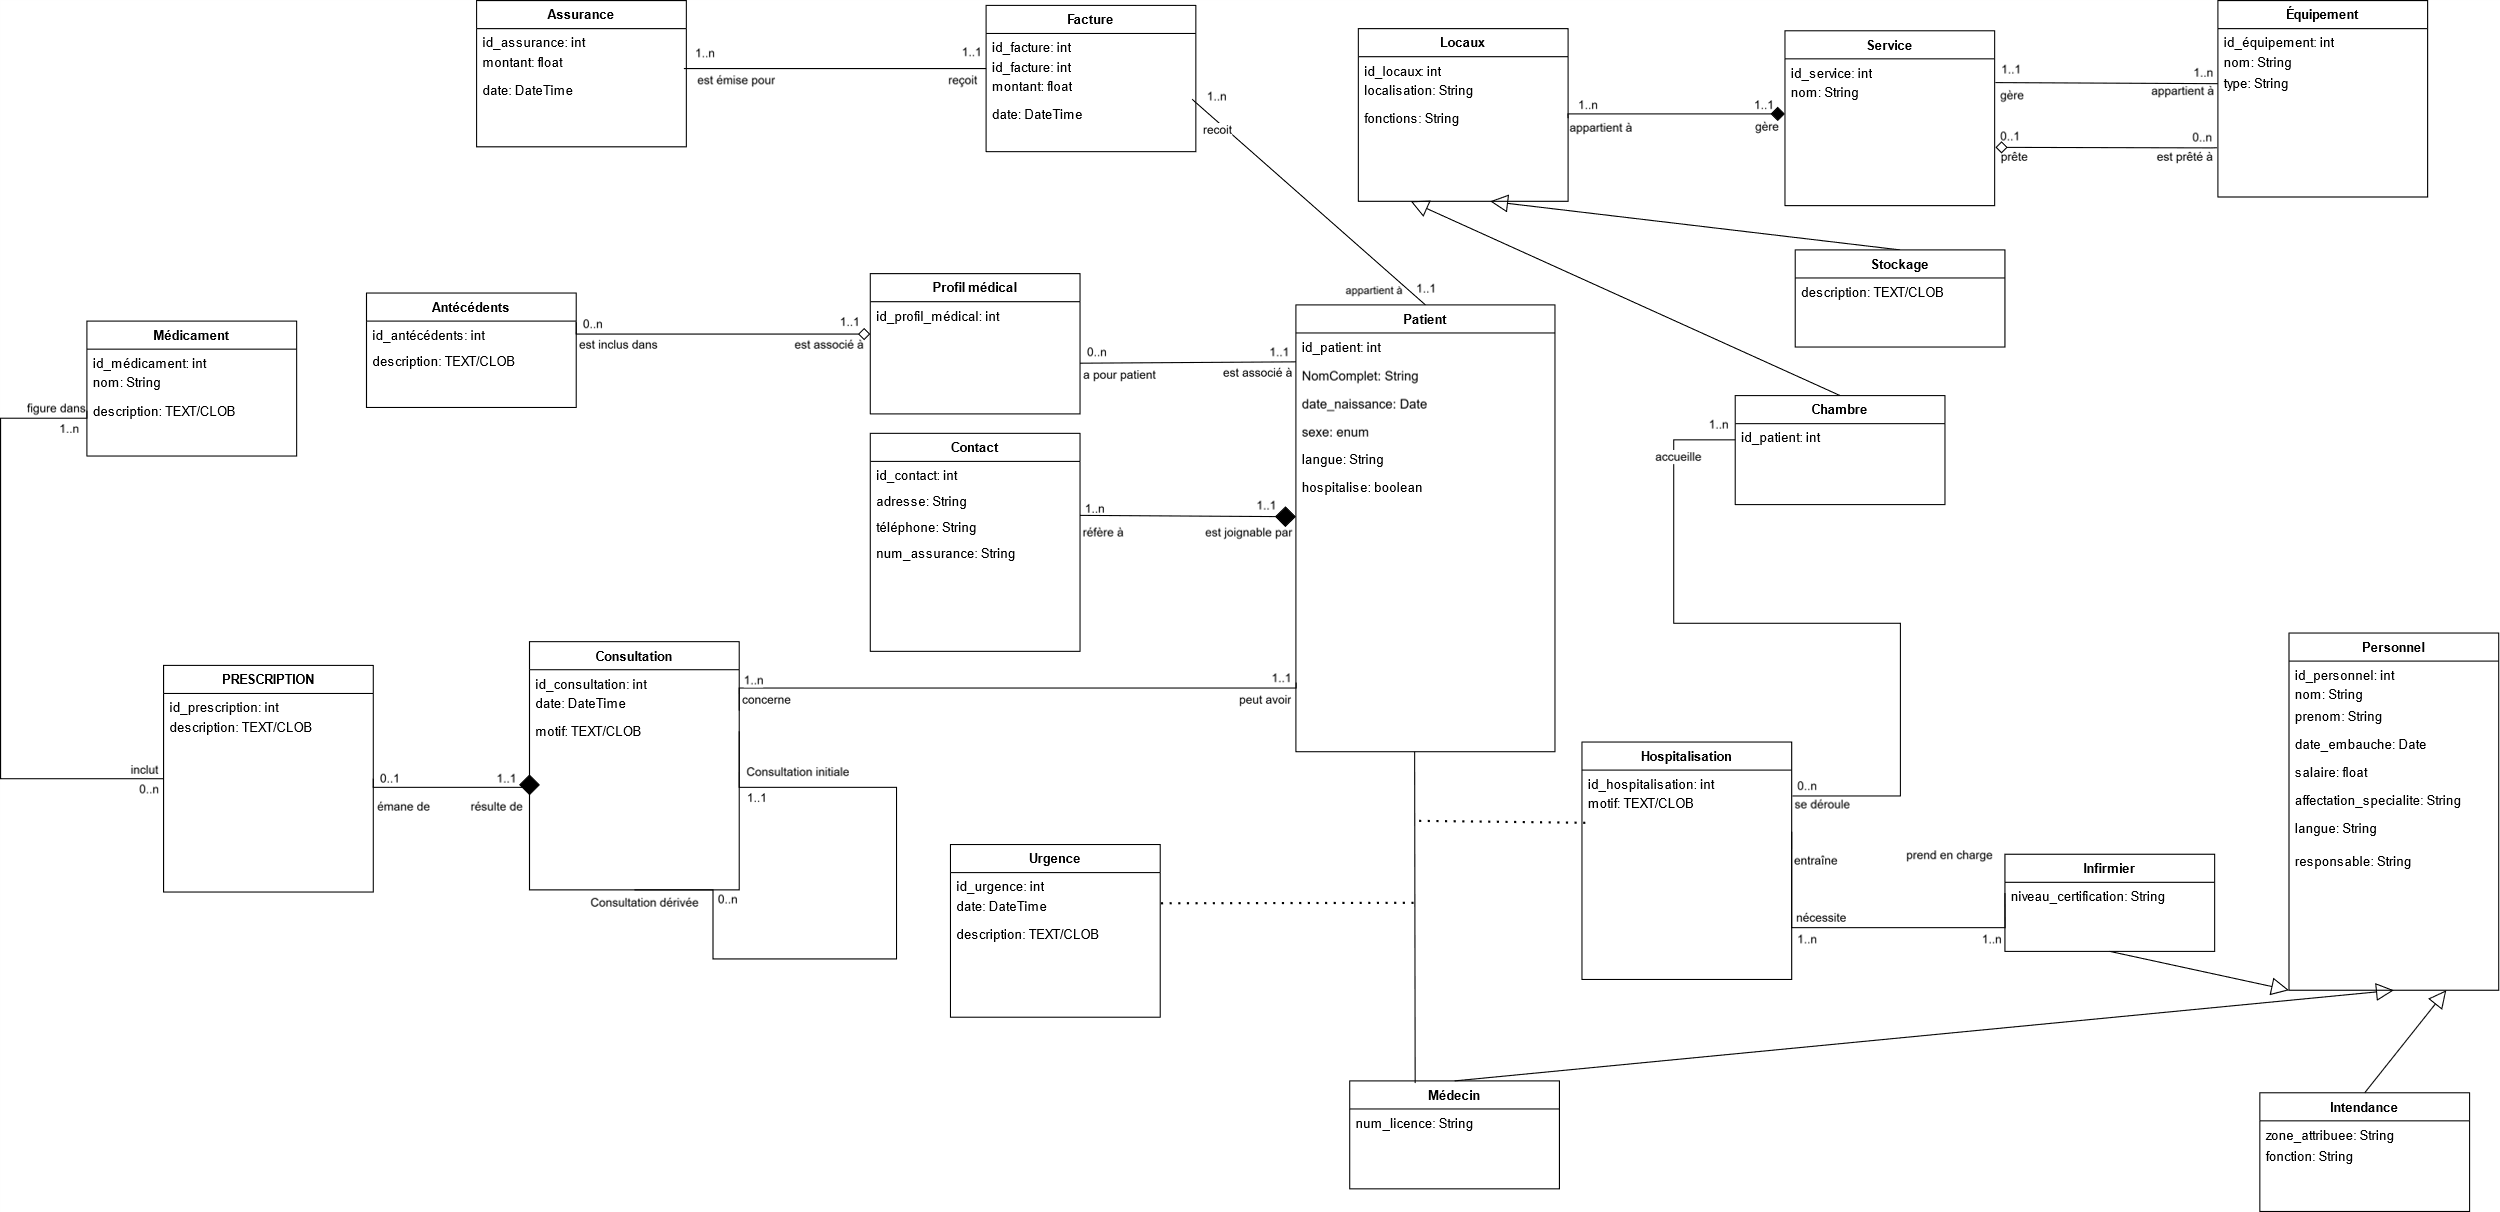 Assurance
id_assurance: int
montant: float
date: DateTime
1..n
est émise pour
1..1
reçoit
Facture
id_facture: int
id_facture: int
montant: float
date: DateTime
1..n
recoit
appartient à
1..1
Locaux
id_locaux: int
localisation: String
fonctions: String
1..n
appartient à
1..1
gère
Service
id_service: int
nom: String
1..1
gère
1..n
appartient à
0..1
prête
0..n
est prêté à
Équipement
id_équipement: int
nom: String
type: String
Stockage
description: TEXT/CLOB
Médicament
id_médicament: int
nom: String
description: TEXT/CLOB
figure dans
1..n
Antécédents
id_antécédents: int
description: TEXT/CLOB
0..n
est inclus dans
1..1
est associé à
Profil médical
id_profil_médical: int
0..n
a pour patient
1..1
est associé à
Patient
id_patient: int
NomComplet: String
date_naissance: Date
sexe: enum
langue: String
hospitalise: boolean
Contact
id_contact: int
adresse: String
téléphone: String
num_assurance: String
1..n
réfère à
1..1
est joignable par
Chambre
id_patient: int
1..n
accueille
PRESCRIPTION
id_prescription: int
description: TEXT/CLOB
inclut
0..n
0..1
émane de
1..1
résulte de
Consultation
id_consultation: int
date: DateTime
motif: TEXT/CLOB
1..n
concerne
1..1
peut avoir
Consultation initiale
1..1
Consultation dérivée
0..n
Urgence
id_urgence: int
date: DateTime
description: TEXT/CLOB
Hospitalisation
id_hospitalisation: int
motif: TEXT/CLOB
0..n
se déroule
entraîne
prend en charge
nécessite
1..n
1..n
Infirmier
niveau_certification: String
Personnel
id_personnel: int
nom: String
prenom: String
date_embauche: Date
salaire: float
affectation_specialite: String
langue: String
responsable: String
Médecin
num_licence: String
Intendance
zone_attribuee: String
fonction: String